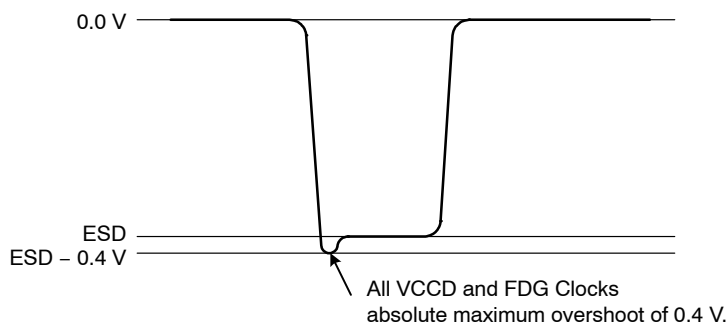 0.0 V
ESD
ESD – 0.4 V
All VCCD and FDG Clocks
absolute maximum overshoot of 0.4 V.